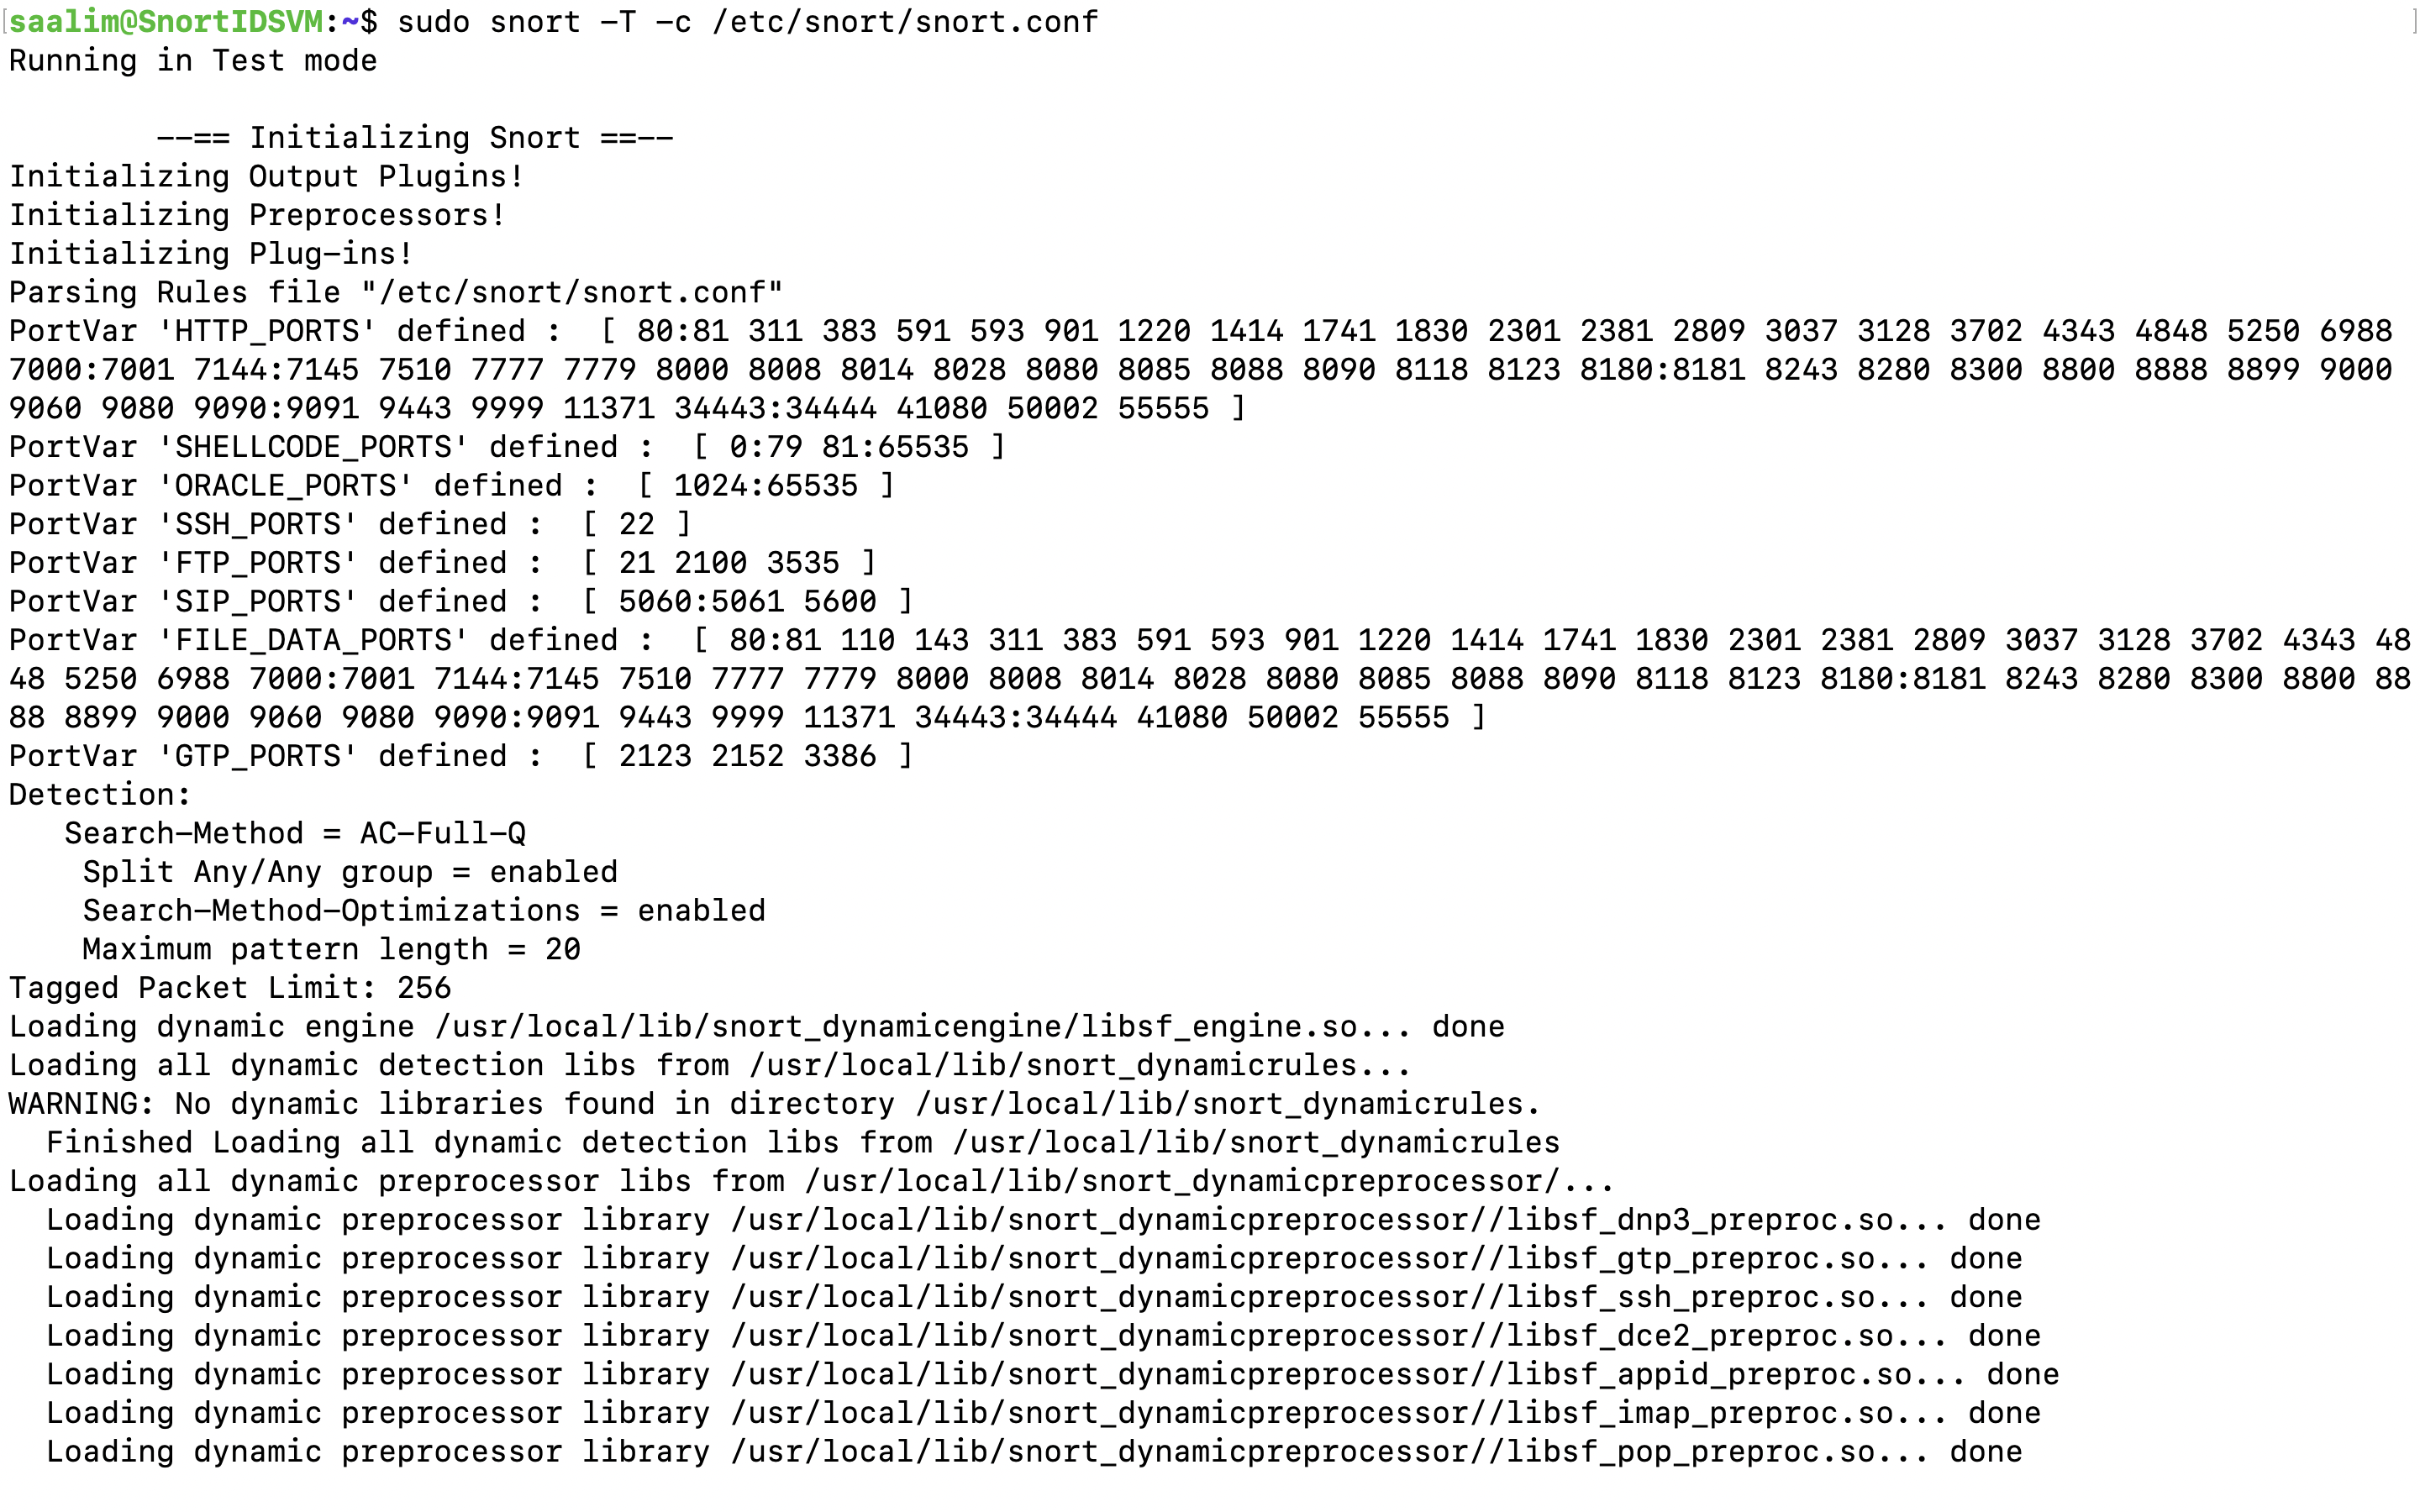 [saalim@SnortIDSVM:~$ sudo snort -T -c /etc/snort/snort.conf ]
Running in Test mode
--== Initializing Snort ==--
Initializing Output Plugins!
Initializing Preprocessors!
Initializing Plug-ins!
Parsing Rules file "/etc/snort/snort.conf"
PortVar 'HTTP_PORTS' defined :  [ 80:81 311 383 591 593 901 1220 1414 1741 1830 2301 2381 2809 3037 3128 3702 4343 4848 5250 6988
7000:7001 7144:7145 7510 7777 7779 8000 8008 8014 8028 8080 8085 8088 8090 8118 8123 8180:8181 8243 8280 8300 8800 8888 8899 9000
9060 9080 9090:9091 9443 9999 11371 34443:34444 41080 50002 55555 ]
PortVar 'SHELLCODE_PORTS' defined :  [ 0:79 81:65535 ]
PortVar 'ORACLE_PORTS' defined :  [ 1024:65535 ]
PortVar 'SSH_PORTS' defined :  [ 22 ]
PortVar 'FTP_PORTS' defined :  [ 21 2100 3535 ]
PortVar 'SIP_PORTS' defined :  [ 5060:5061 5600 ]
PortVar 'FILE_DATA_PORTS' defined :  [ 80:81 110 143 311 383 591 593 901 1220 1414 1741 1830 2301 2381 2809 3037 3128 3702 4343 48
48 5250 6988 7000:7001 7144:7145 7510 7777 7779 8000 8008 8014 8028 8080 8085 8088 8090 8118 8123 8180:8181 8243 8280 8300 8800 88
88 8899 9000 9060 9080 9090:9091 9443 9999 11371 34443:34444 41080 50002 55555 ]
PortVar 'GTP_PORTS' defined :  [ 2123 2152 3386 ]
Detection:
   Search-Method = AC-Full-Q
    Split Any/Any group = enabled
    Search-Method-Optimizations = enabled
    Maximum pattern length = 20
Tagged Packet Limit: 256
Loading dynamic engine /usr/local/lib/snort_dynamicengine/libsf_engine.so... done
Loading all dynamic detection libs from /usr/local/lib/snort_dynamicrules...
WARNING: No dynamic libraries found in directory /usr/local/lib/snort_dynamicrules.
  Finished Loading all dynamic detection libs from /usr/local/lib/snort_dynamicrules
Loading all dynamic preprocessor libs from /usr/local/lib/snort_dynamicpreprocessor/...
  Loading dynamic preprocessor library /usr/local/lib/snort_dynamicpreprocessor//libsf_dnp3_preproc.so... done
  Loading dynamic preprocessor library /usr/local/lib/snort_dynamicpreprocessor//libsf_gtp_preproc.so... done
  Loading dynamic preprocessor library /usr/local/lib/snort_dynamicpreprocessor//libsf_ssh_preproc.so... done
  Loading dynamic preprocessor library /usr/local/lib/snort_dynamicpreprocessor//libsf_dce2_preproc.so... done
  Loading dynamic preprocessor library /usr/local/lib/snort_dynamicpreprocessor//libsf_appid_preproc.so... done
  Loading dynamic preprocessor library /usr/local/lib/snort_dynamicpreprocessor//libsf_imap_preproc.so... done
  Loading dynamic preprocessor library /usr/local/lib/snort_dynamicpreprocessor//libsf_pop_preproc.so... done